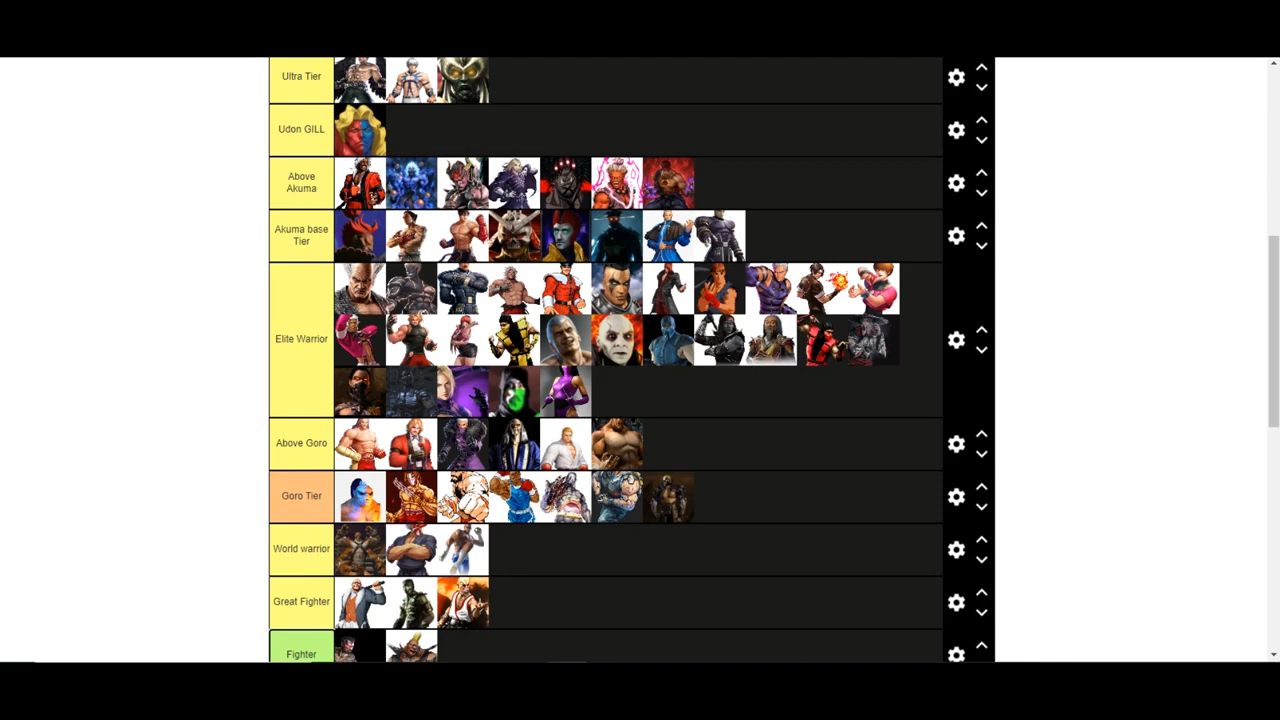 Ultra Tier
Udon GILL
Above
Akuma
Akuma base
Tier
Elite Warrior
Above Goro
Goro Tier
World warrior
Great Fighter
Fighter